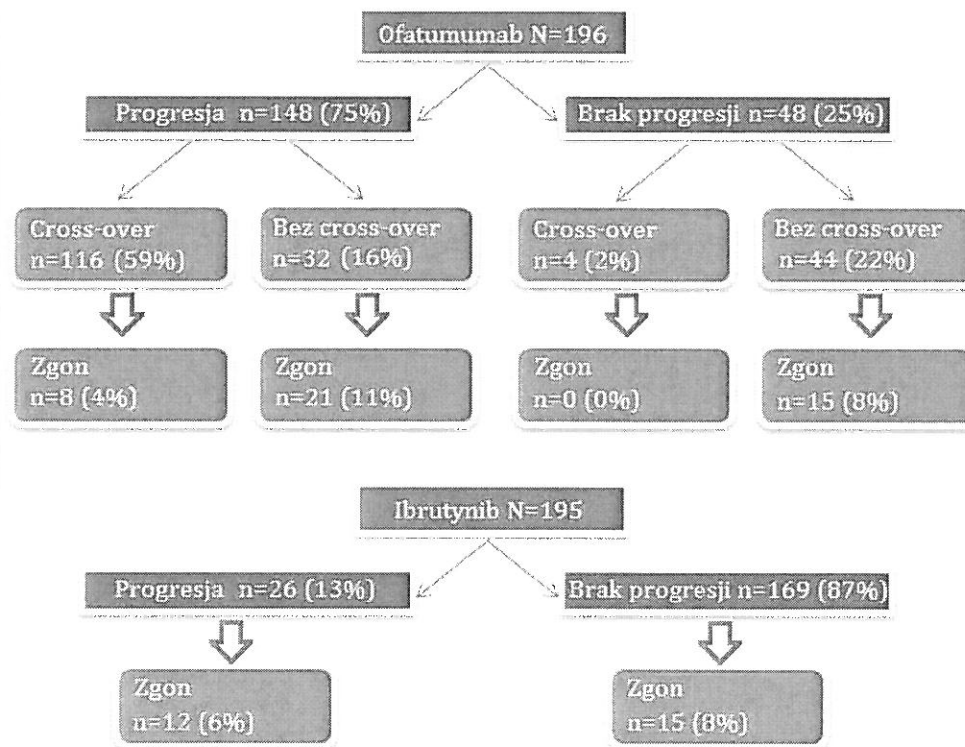 Ofatumumab N=196
Progresja n=148 (75%)
Brak progresji n=48 (25%)
Cross-over
n=116 (59%)
Bez cross-over
n=32 (16%)
Cross-over
n=4 (2%)
Bez cross-over
n=44 (22%)
Zgon
n=8 (4%)
Zgon
n=21 (11%)
Zgon
n=0 (0%)
Zgon
n=15 (8%)
Ibrutynib N=195
Progresja n=26 (13%)
Brak progresji n=169 (87%)
Zgon
n=12 (6%)
Zgon
n=15 (8%)